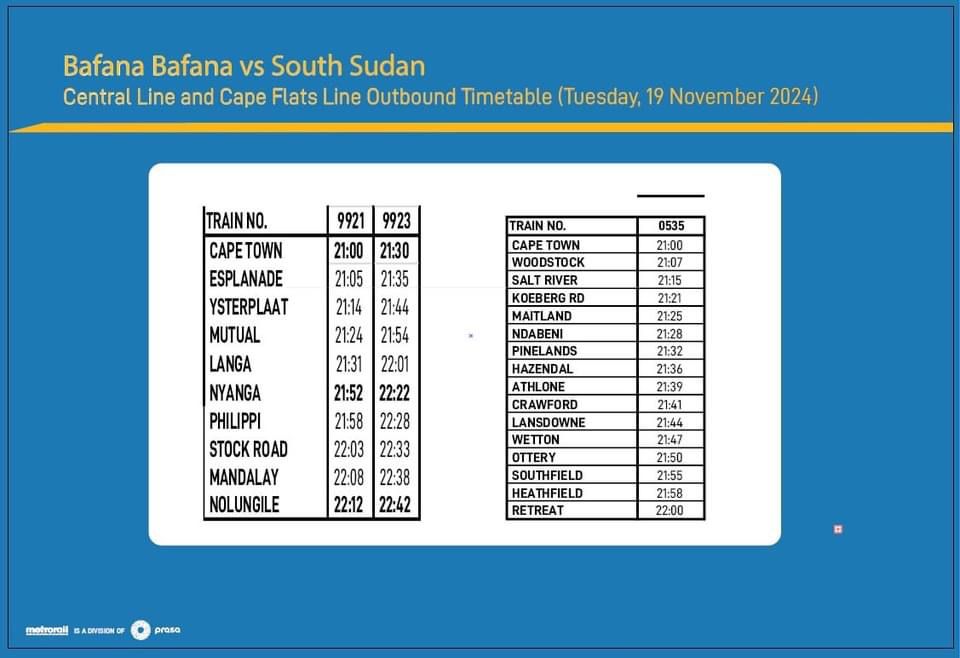 Bafana Bafana vs South Sudan
Central Line and Cape Flats Line Outbound Timetable (Tuesday, 19 November 2024)
TRAIN NO. 9921 9923
CAPE TOWN 21:00 21:30
ESPLANADE 21:05 21:35
YSTERPLAAT 21:14 21:44
MUTUAL 21:24 21:54
LANGA 21:31 22:01
NYANGA 21:52 22:22
PHILIPPI 21:58 22:28
STOCK ROAD 22:03 22:33
MANDALAY 22:08 22:38
NOLUNGILE 22:12 22:42
TRAIN NO. 0535
CAPE TOWN 21:00
WOODSTOCK 21:07
SALT RIVER 21:15
KOEBERG RD 21:21
MAITLAND 21:25
NDABENI 21:28
PINELANDS 21:32
HAZENDAL 21:36
ATHLONE 21:39
CRAWFORD 21:41
LANSDOWNE 21:44
WETTON 21:47
OTTERY 21:50
SOUTHFIELD 21:55
HEATHFIELD 21:58
RETREAT 22:00
metrorail IS A DIVISION OF prasa